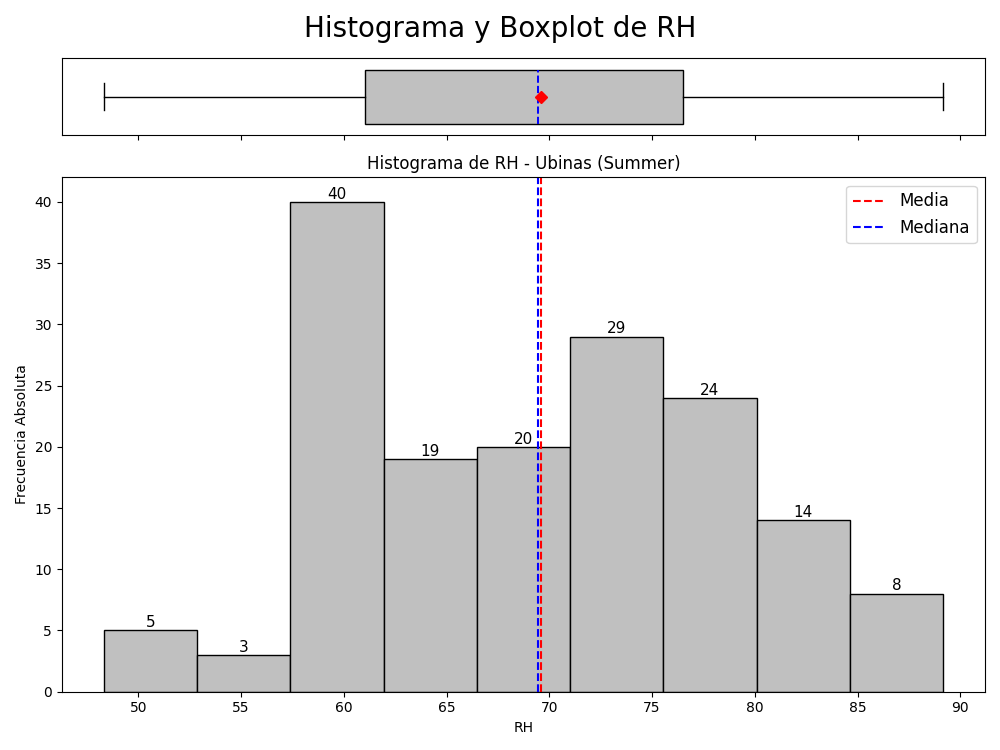 Histograma y Boxplot de RH
Histograma de RH - Ubinas (Summer)
Media
Mediana
Frecuencia Absoluta
40
35
30
25
20
15
10
5
0
5
3
40
19
20
29
24
14
8
50 55 60 65 70 75 80 85 90
RH